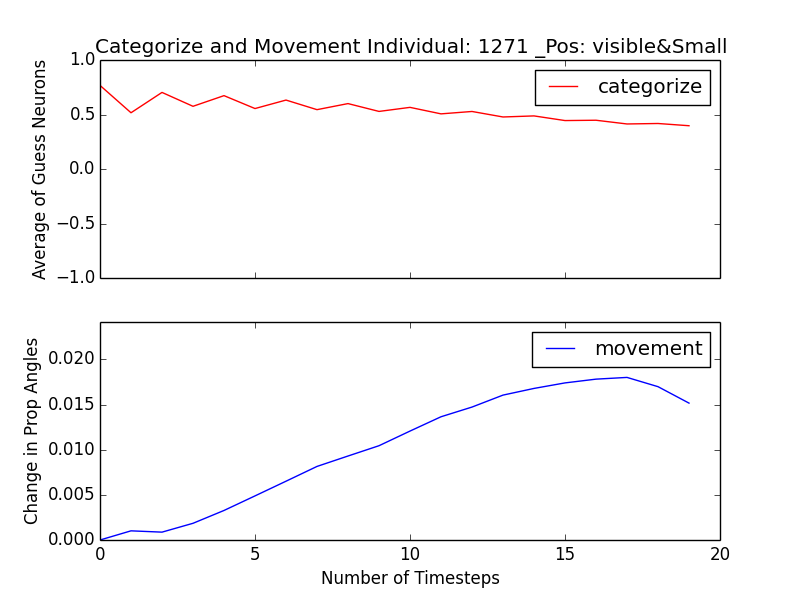 Categorize and Movement Individual: 1271 _Pos: visible&Small
1.0
0.5
0.0
−0.5
−1.0
Average of Guess Neurons
categorize
0.020
0.015
0.010
0.005
0.000
Change in Prop Angles
movement
0 5 10 15 20
Number of Timesteps